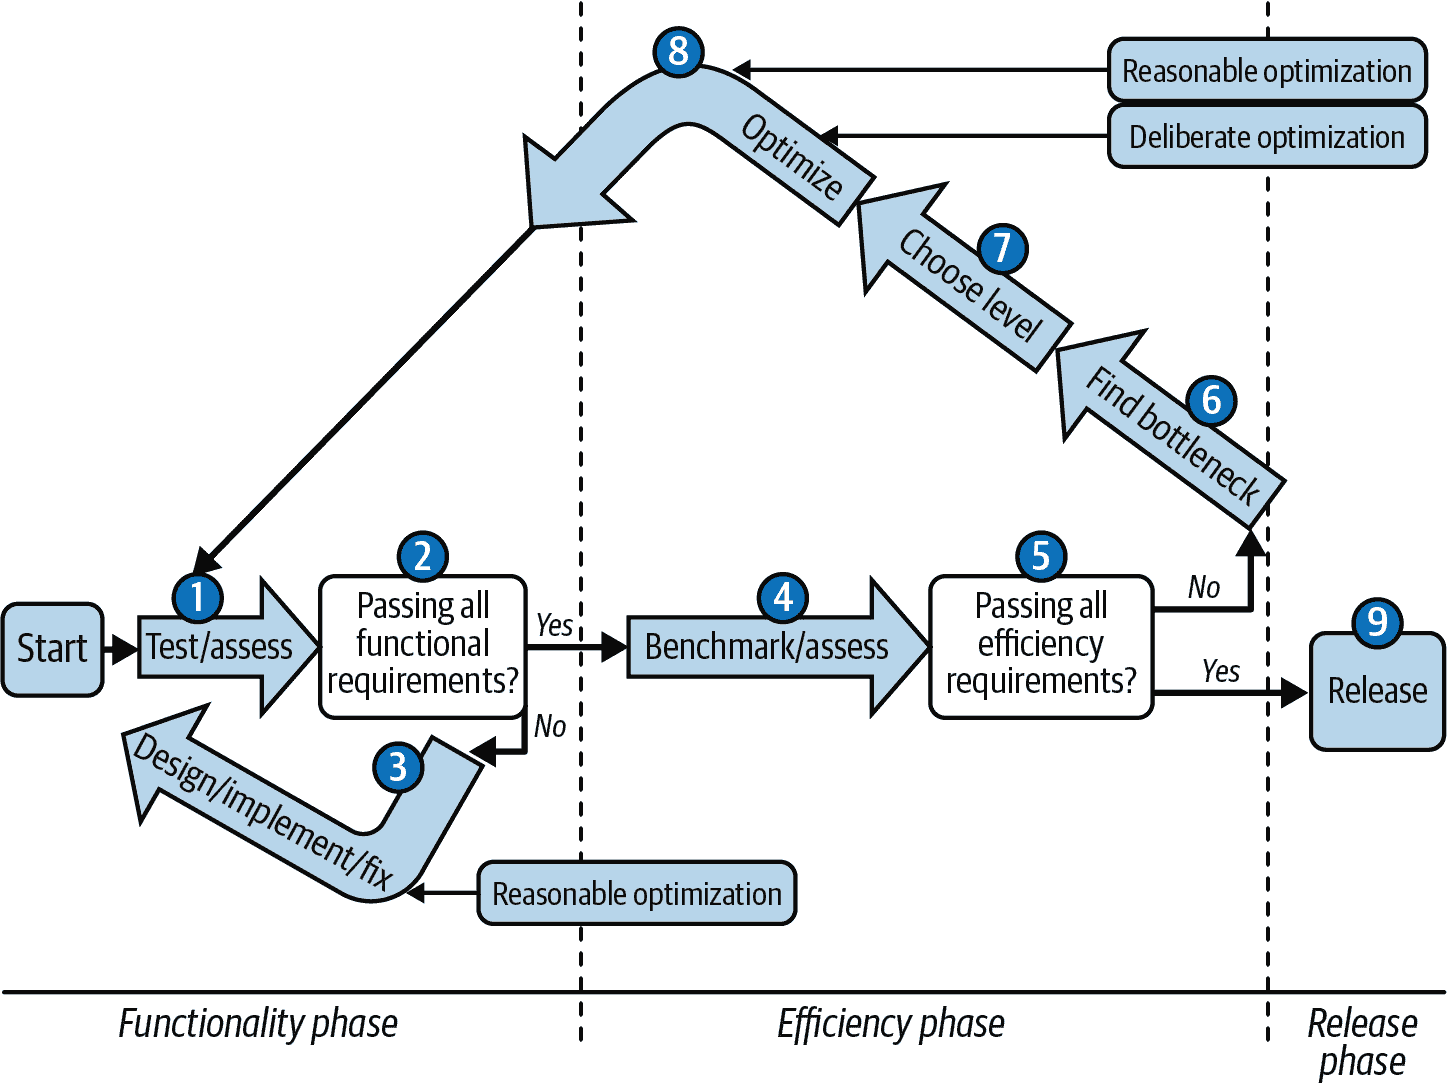 8
Reasonable optimization
Deliberate optimization
Optimize
7
Choose level
6
Find bottleneck
Start
1
Test/assess
2
Passing all
functional
requirements?
Yes
No
3
Design/implement/fix
Reasonable optimization
4
Benchmark/assess
5
Passing all
efficiency
requirements?
No
Yes
9
Release
Functionality phase
Efficiency phase
Release
phase